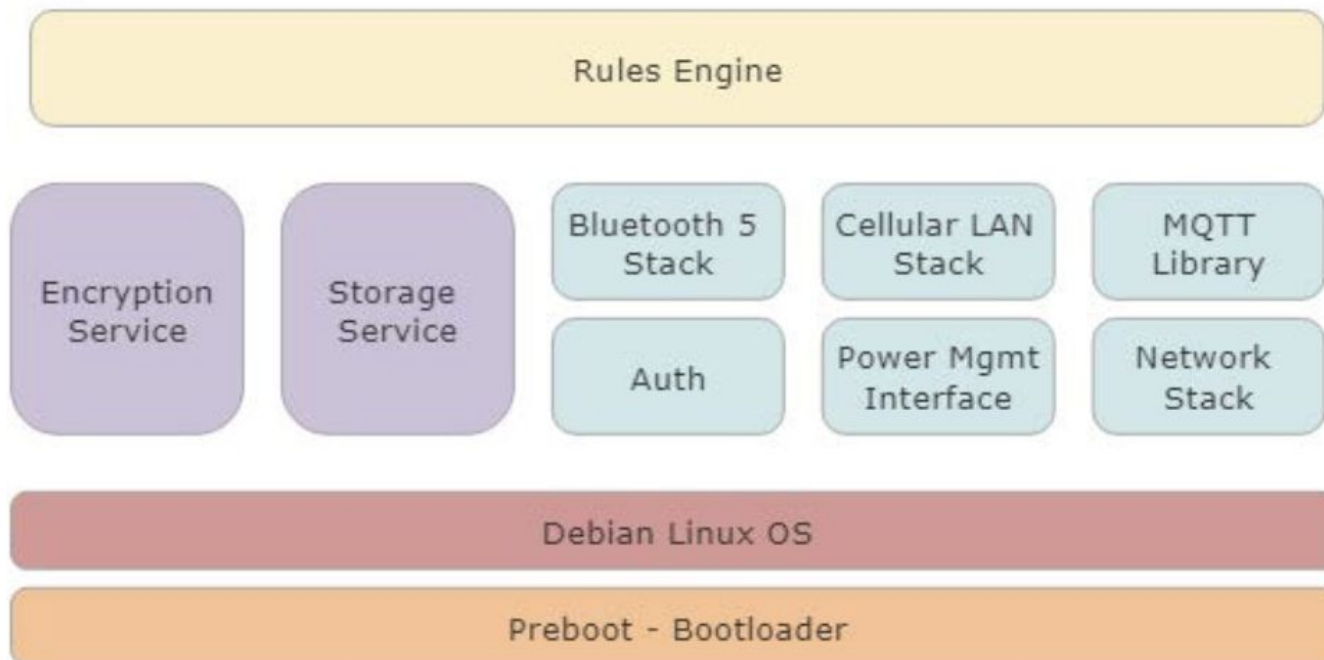 Rules Engine
Encryption
Service
Storage
Service
Bluetooth 5
Stack
Cellular LAN
Stack
MQTT
Library
Auth
Power Mgmt
Interface
Network
Stack
Debian Linux OS
Preboot - Bootloader